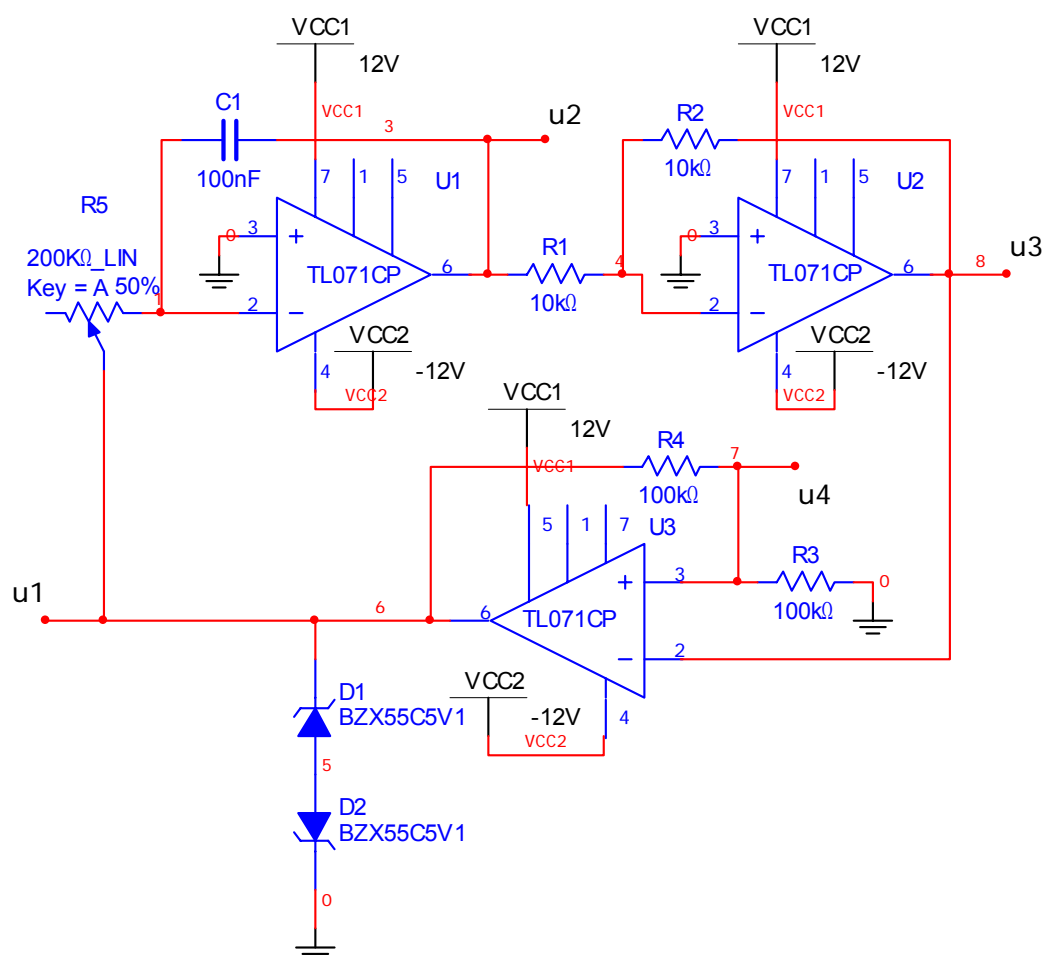 VCC1
12V
VCC1
C1
100nF
3
u2
7
1
5
U1
R5
200KΩ_LIN
Key = A 50%
1
0
3
+
TL071CP
6
2
−
4
VCC2
-12V
VCC2
R1
10kΩ
4
VCC1
12V
VCC1
R2
10kΩ
7
1
5
U2
0
3
+
TL071CP
6
8
u3
2
−
4
VCC2
-12V
VCC2
VCC1
12V
VCC1
R4
100kΩ
7
u4
5
1
7
U3
+
3
R3
100kΩ
0
TL071CP
6
6
u1
−
2
4
VCC2
-12V
VCC2
D1
BZX55C5V1
5
D2
BZX55C5V1
0